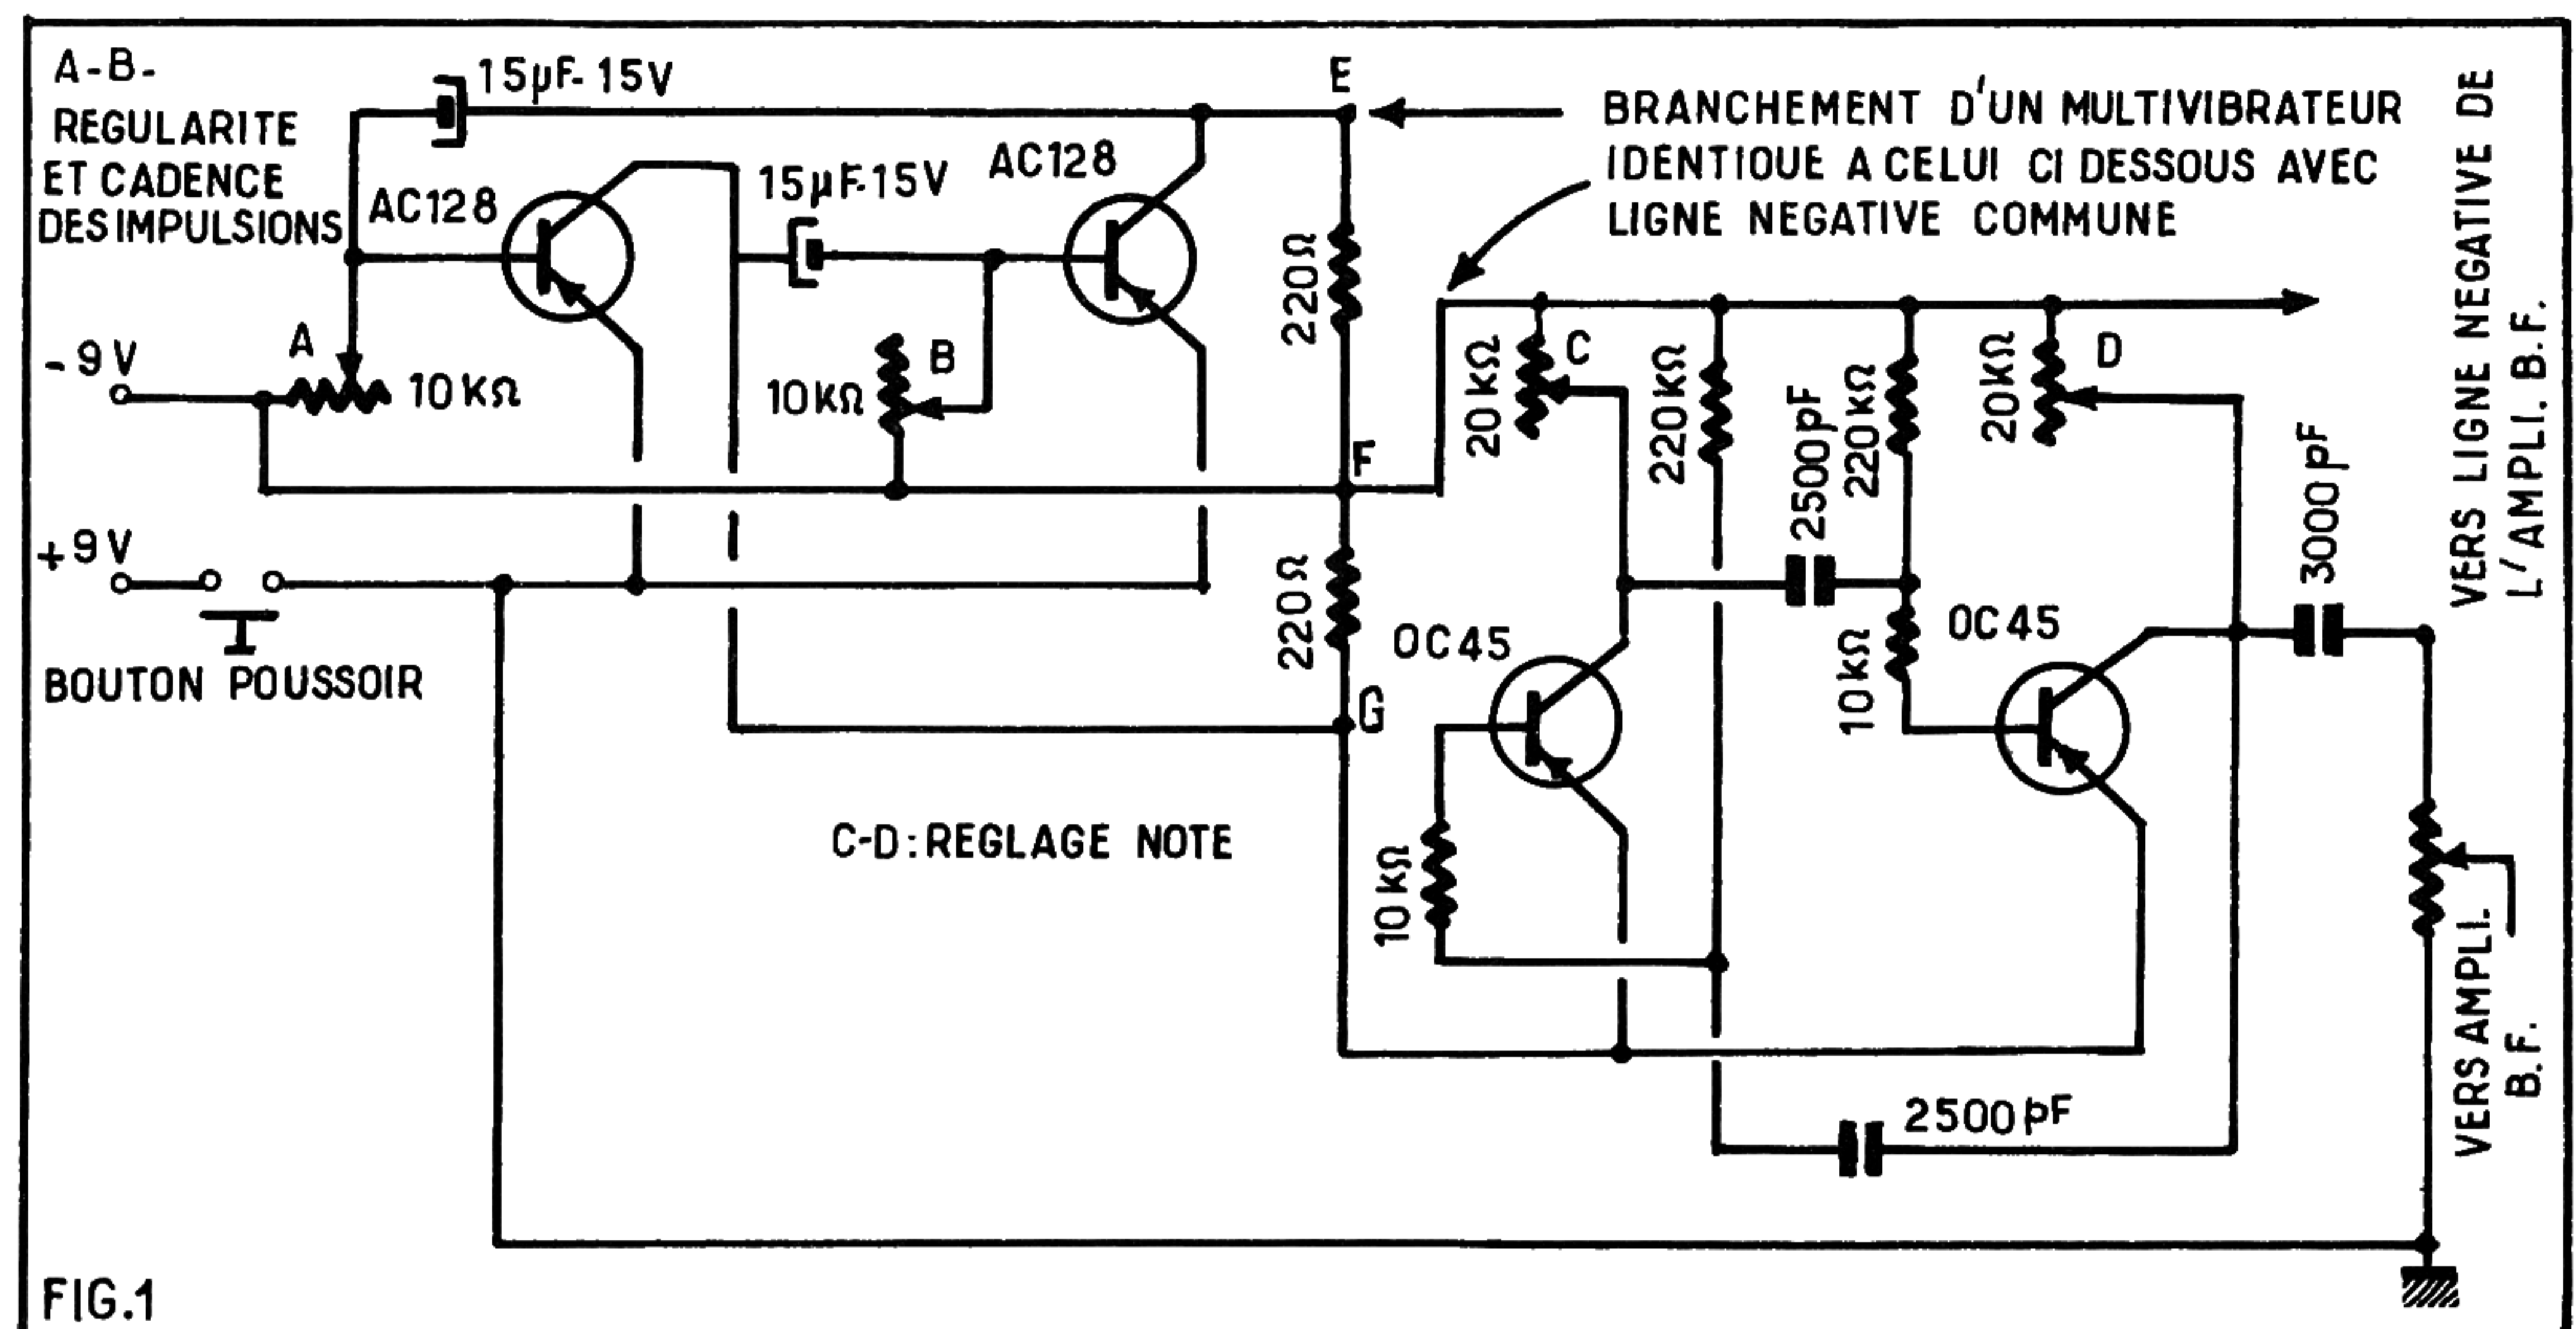 A-B-
REGULARITE
ET CADENCE
DES IMPULSIONS
15µF-15V
AC128
15µF-15V
AC128
E
BRANCHEMENT D'UN MULTIVIBRATEUR
IDENTIQUE A CELUI CI DESSOUS AVEC
LIGNE NEGATIVE COMMUNE
VERS LIGNE NEGATIVE DE
L'AMPLI. B.F.
-9V
A
10KΩ
10KΩ
B
220Ω
F
20KΩ
C
220KΩ
2500pF
220KΩ
20KΩ
D
3000pF
+9V
BOUTON POUSSOIR
220Ω
G
OC45
10KΩ
OC45
C-D: REGLAGE NOTE
10KΩ
2500pF
VERS AMPLI.
B.F.
FIG.1